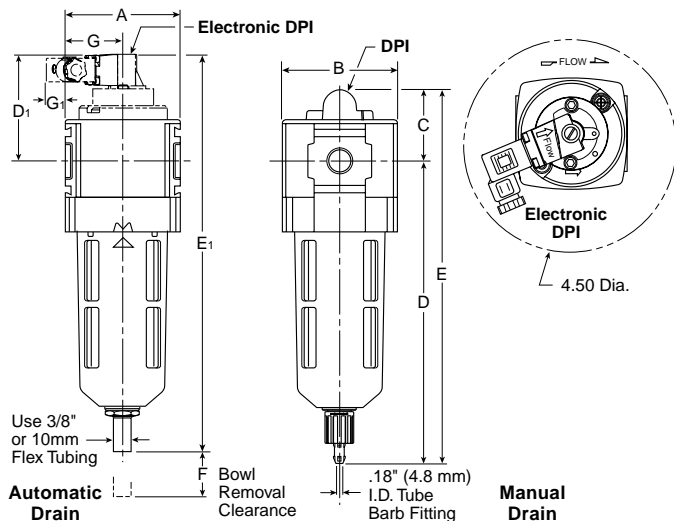 A
G
Electronic DPI
DPI
B
FLOW
D1
G1
C
Flow
Electronic
DPI
E1
E
D
4.50 Dia.
Use 3/8"
or 10mm
Flex Tubing
F
Bowl
Removal
Clearance
.18" (4.8 mm)
I.D. Tube
Barb Fitting
Automatic
Drain
Manual
Drain